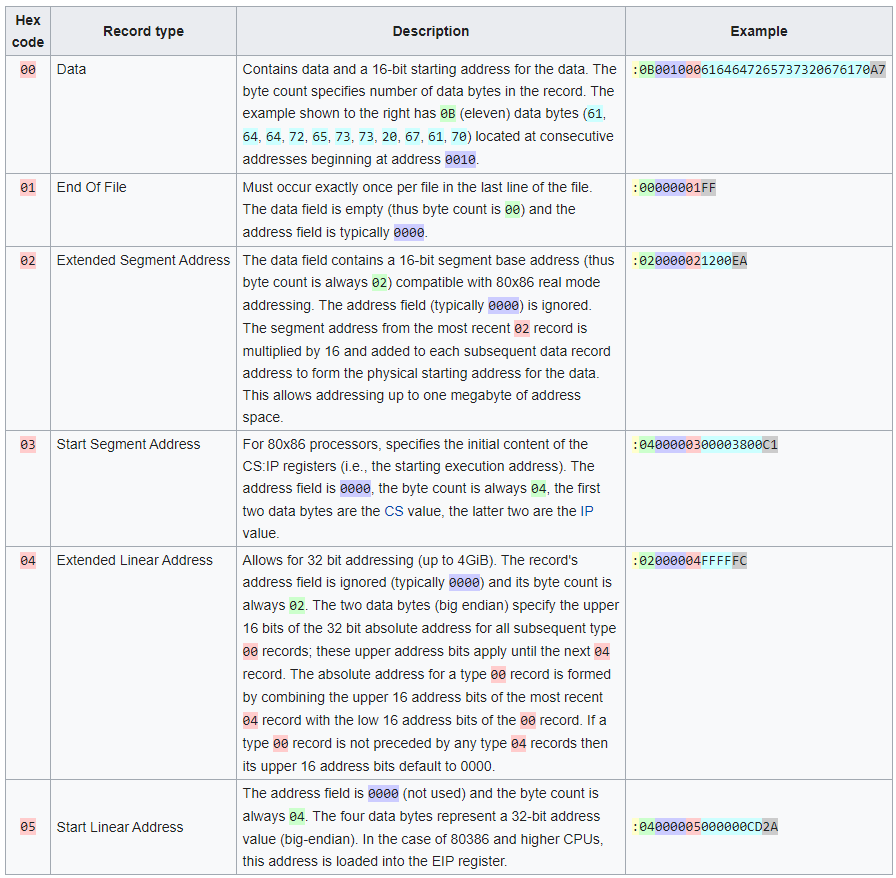 Hex
code
Record type
Description
Example
00
Data
Contains data and a 16-bit starting address for the data. The
byte count specifies number of data bytes in the record. The
example shown to the right has 0B (eleven) data bytes (61,
64, 64, 72, 65, 73, 73, 20, 67, 61, 70) located at consecutive
addresses beginning at address 0010.
:0B0010006164647265737320676170A7
01
End Of File
Must occur exactly once per file in the last line of the file.
The data field is empty (thus byte count is 00) and the
address field is typically 0000.
:00000001FF
02
Extended Segment Address
The data field contains a 16-bit segment base address (thus
byte count is always 02) compatible with 80x86 real mode
addressing. The address field (typically 0000) is ignored.
The segment address from the most recent 02 record is
multiplied by 16 and added to each subsequent data record
address to form the physical starting address for the data.
This allows addressing up to one megabyte of address
space.
:020000021200EA
03
Start Segment Address
For 80x86 processors, specifies the initial content of the
CS:IP registers (i.e., the starting execution address). The
address field is 0000, the byte count is always 04, the first
two data bytes are the CS value, the latter two are the IP
value.
:0400000300003800C1
04
Extended Linear Address
Allows for 32 bit addressing (up to 4GiB). The record's
address field is ignored (typically 0000) and its byte count is
always 02. The two data bytes (big endian) specify the upper
16 bits of the 32 bit absolute address for all subsequent type
00 records; these upper address bits apply until the next 04
record. The absolute address for a type 00 record is formed
by combining the upper 16 address bits of the most recent
04 record with the low 16 address bits of the 00 record. If a
type 00 record is not preceded by any type 04 records then
its upper 16 address bits default to 0000.
:02000004FFFFFC
05
Start Linear Address
The address field is 0000 (not used) and the byte count is
always 04. The four data bytes represent a 32-bit address
value (big-endian). In the case of 80386 and higher CPUs,
this address is loaded into the EIP register.
:04000005000000CD2A